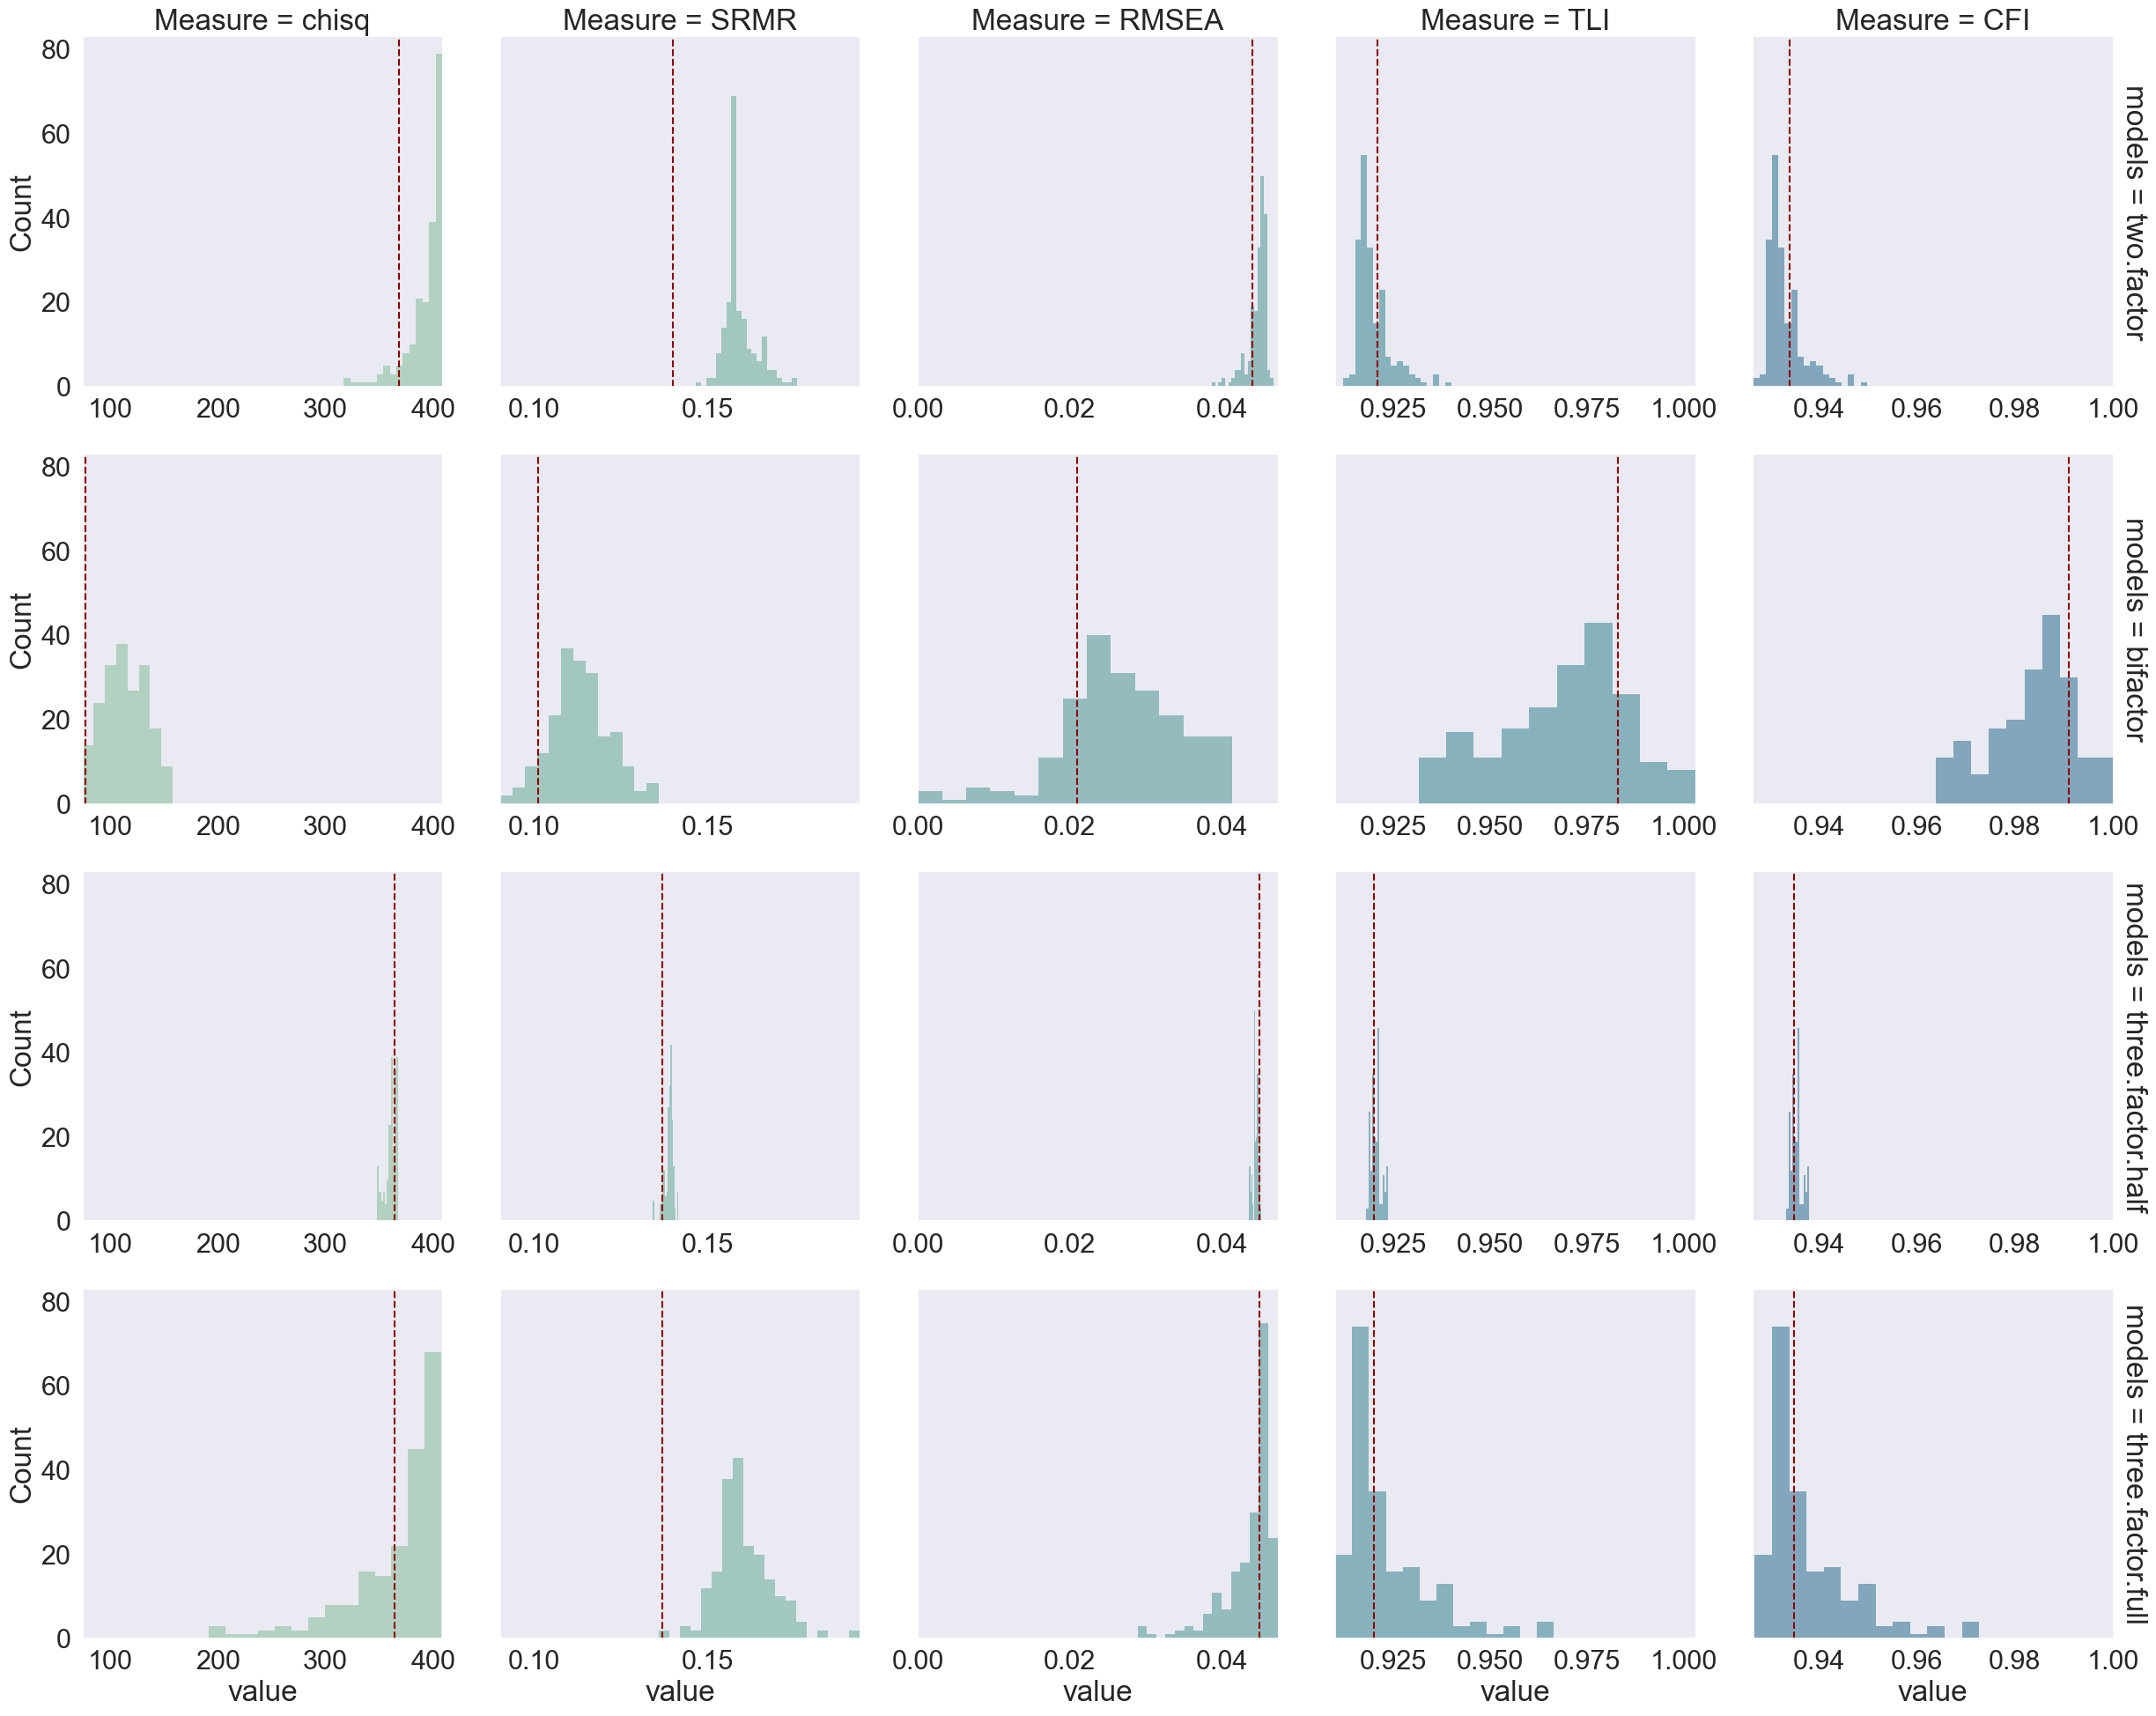 Measure = chisq
Measure = SRMR
Measure = RMSEA
Measure = TLI
Measure = CFI
80
60
40
20
0
Count
models = two.factor
100 200 300 400
0.10 0.15
0.00 0.02 0.04
0.925 0.950 0.975 1.000
0.94 0.96 0.98 1.00
80
60
40
20
0
Count
models = bifactor
100 200 300 400
0.10 0.15
0.00 0.02 0.04
0.925 0.950 0.975 1.000
0.94 0.96 0.98 1.00
80
60
40
20
0
Count
models = three.factor.half
100 200 300 400
0.10 0.15
0.00 0.02 0.04
0.925 0.950 0.975 1.000
0.94 0.96 0.98 1.00
80
60
40
20
0
Count
models = three.factor.full
100 200 300 400
0.10 0.15
0.00 0.02 0.04
0.925 0.950 0.975 1.000
0.94 0.96 0.98 1.00
value
value
value
value
value